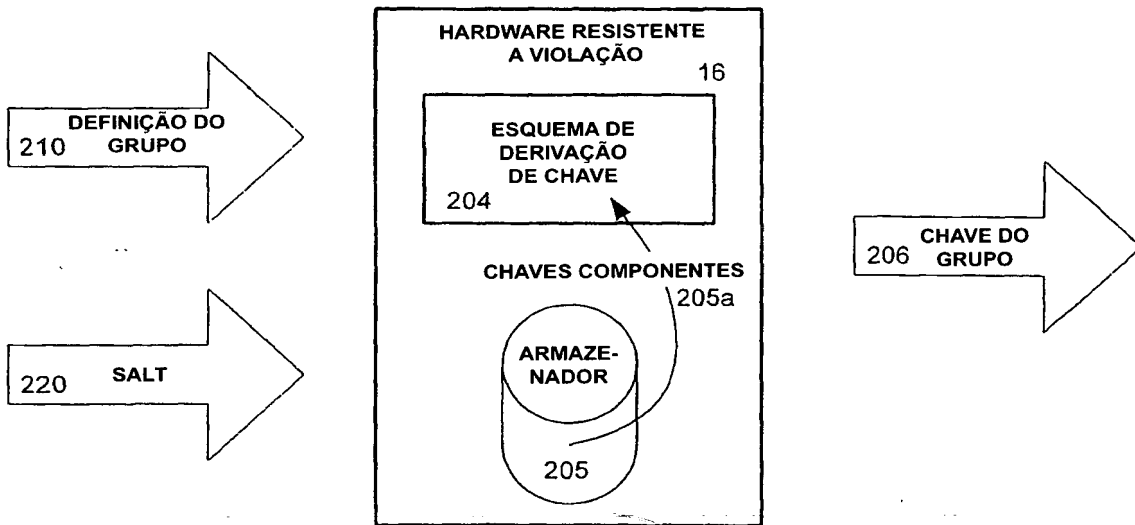 HARDWARE RESISTENTE
A VIOLAÇÃO
16
DEFINIÇÃO DO
GRUPO
210
ESQUEMA DE
DERIVAÇÃO
DE CHAVE
204
CHAVE DO
GRUPO
206
CHAVES COMPONENTES
205a
SALT
220
ARMAZE-
NADOR
205